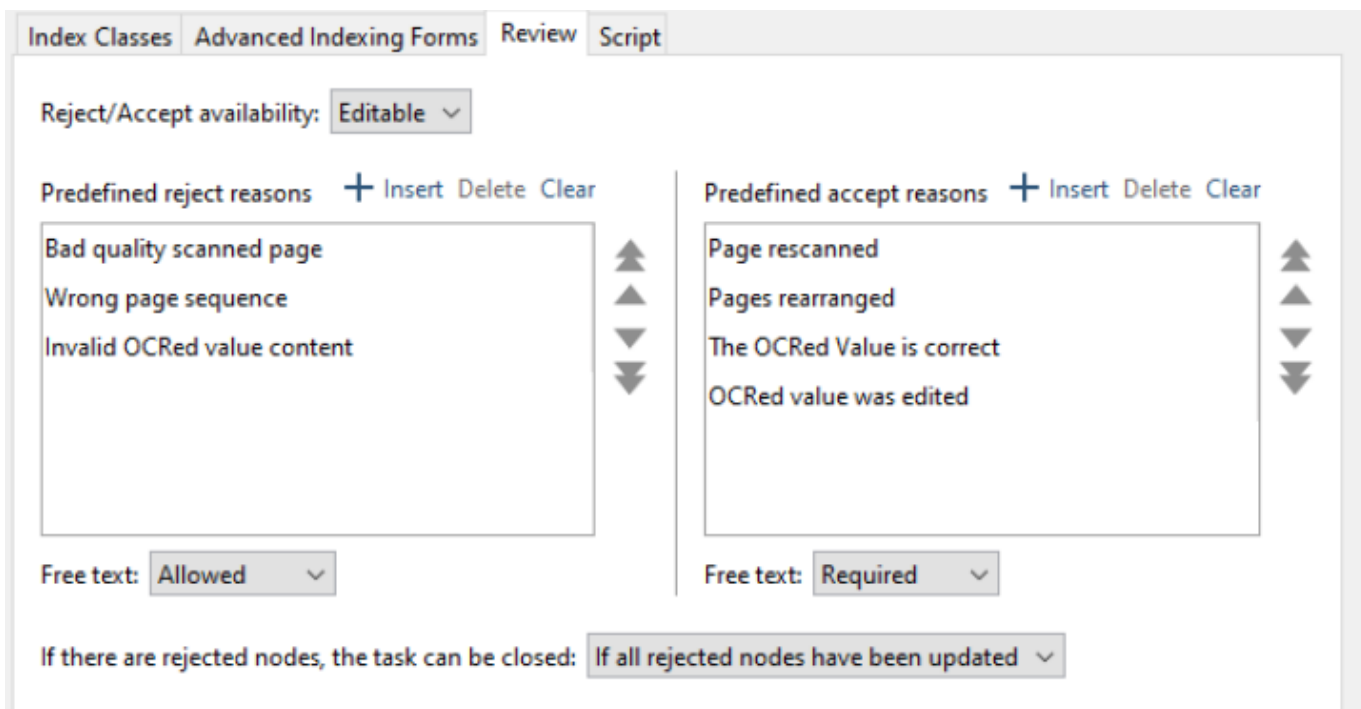 Index Classes Advanced Indexing Forms Review Script
Reject/Accept availability: Editable
Predefined reject reasons + Insert Delete Clear
Bad quality scanned page
Wrong page sequence
Invalid OCRed value content
Free text: Allowed
Predefined accept reasons + Insert Delete Clear
Page rescanned
Pages rearranged
The OCRed Value is correct
OCRed value was edited
Free text: Required
If there are rejected nodes, the task can be closed: If all rejected nodes have been updated